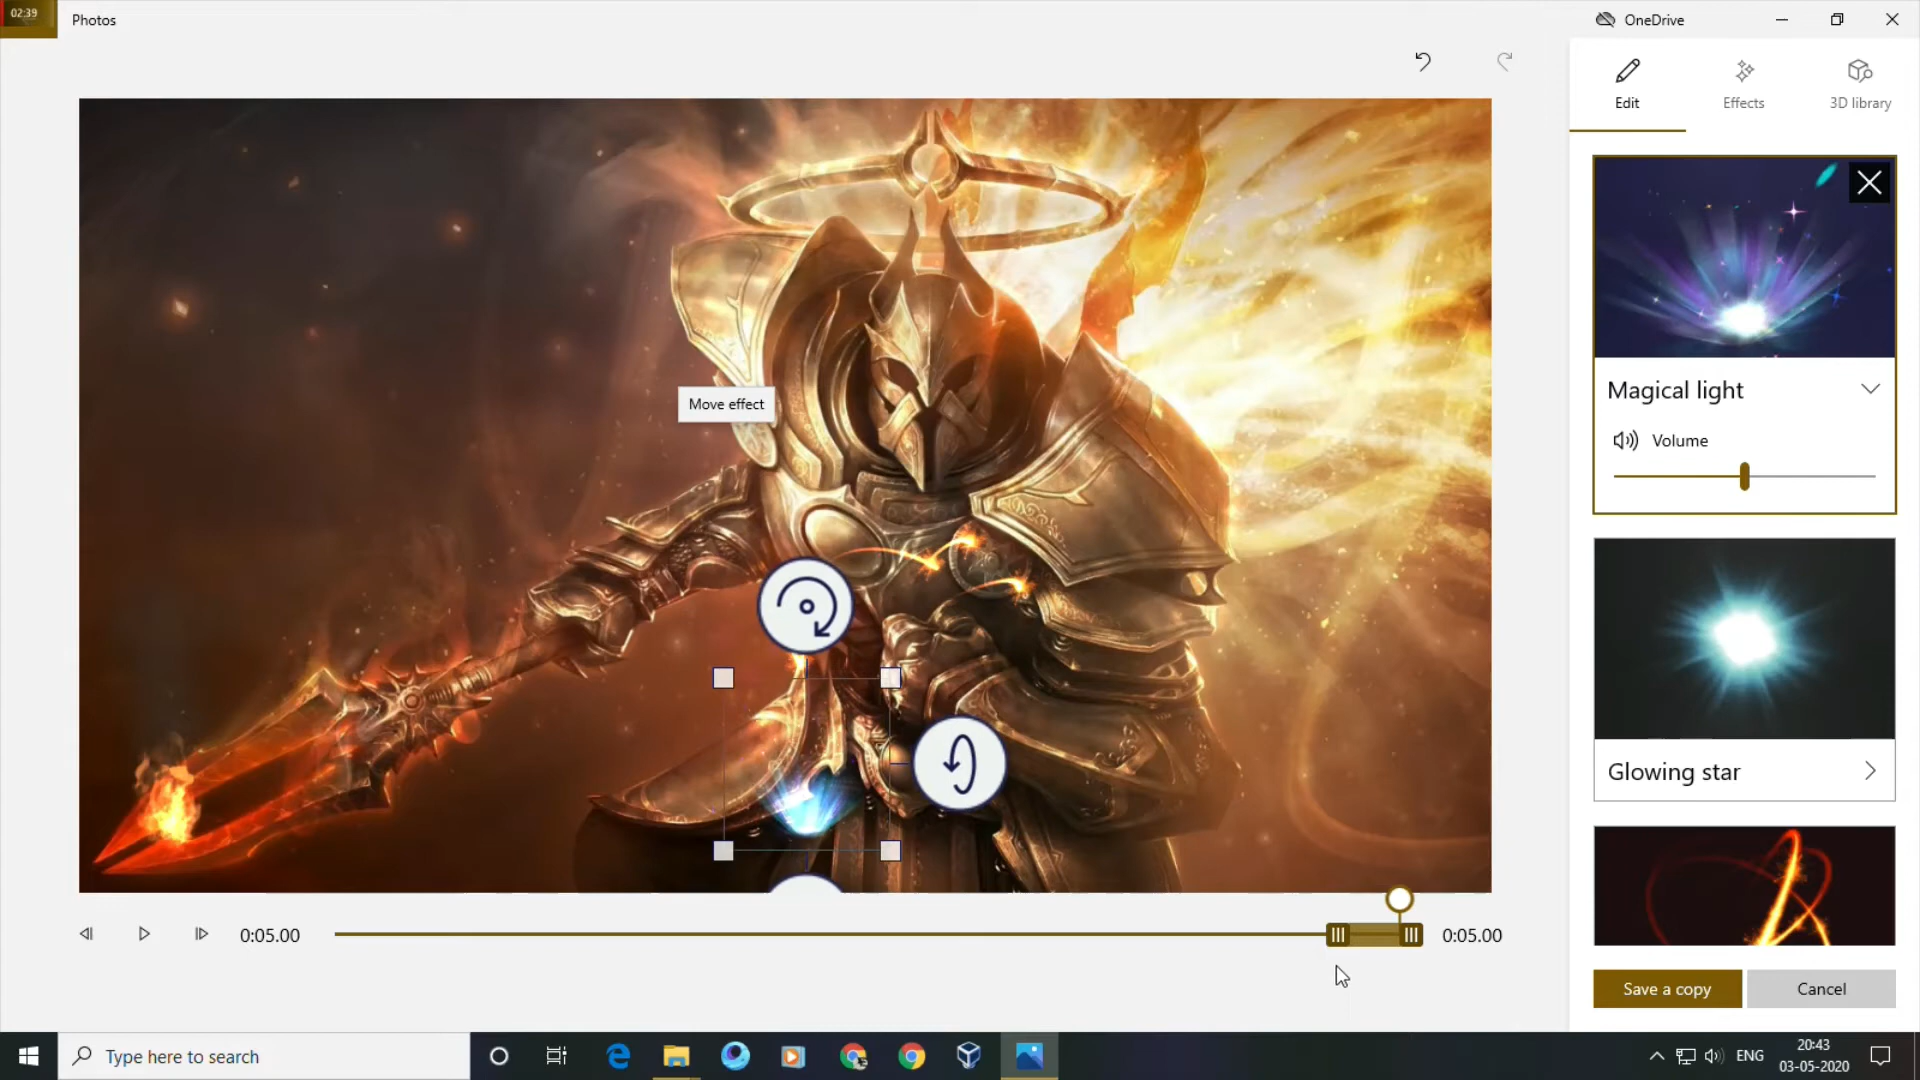 02:39
Photos
OneDrive
Edit
Effects
3D library
Move effect
Magical light
Volume
Glowing star
0:05.00
0:05.00
Save a copy
Cancel
Type here to search
ENG
20:43
03-05-2020